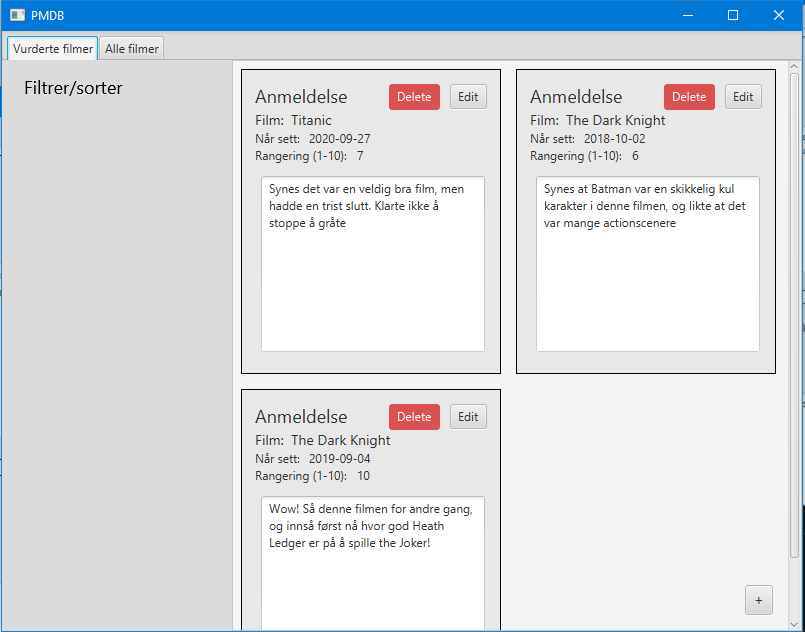 PMDB
Vurderte filmer
Alle filmer
Filtrer/sorter
Anmeldelse
Delete
Edit
Film: Titanic
Når sett: 2020-09-27
Rangering (1-10): 7
Synes det var en veldig bra film, men
hadde en trist slutt. Klarte ikke å
stoppe å gråte
Anmeldelse
Delete
Edit
Film: The Dark Knight
Når sett: 2018-10-02
Rangering (1-10): 6
Synes at Batman var en skikkelig kul
karakter i denne filmen, og likte at det
var mange actionscenere
Anmeldelse
Delete
Edit
Film: The Dark Knight
Når sett: 2019-09-04
Rangering (1-10): 10
Wow! Så denne filmen for andre gang,
og innså først nå hvor god Heath
Ledger er på å spille the Joker!
+